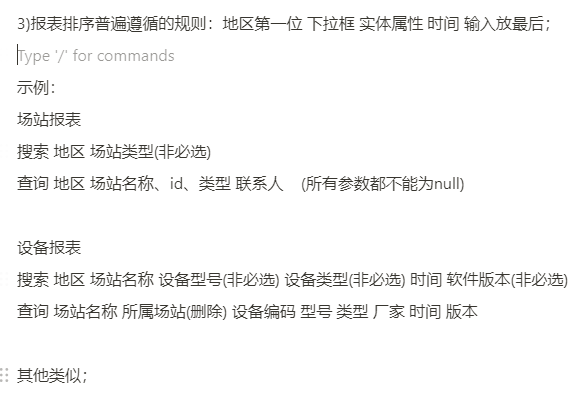 3)报表排序普遍遵循的规则：地区第一位 下拉框 实体属性 时间 输入放最后；
Type '/' for commands
示例：
场站报表
搜索 地区 场站类型(非必选)
查询 地区 场站名称、id、类型 联系人 (所有参数都不能为null)
设备报表
搜索 地区 场站名称 设备型号(非必选) 设备类型(非必选) 时间 软件版本(非必选)
查询 场站名称 所属场站(删除) 设备编码 型号 类型 厂家 时间 版本
其他类似；